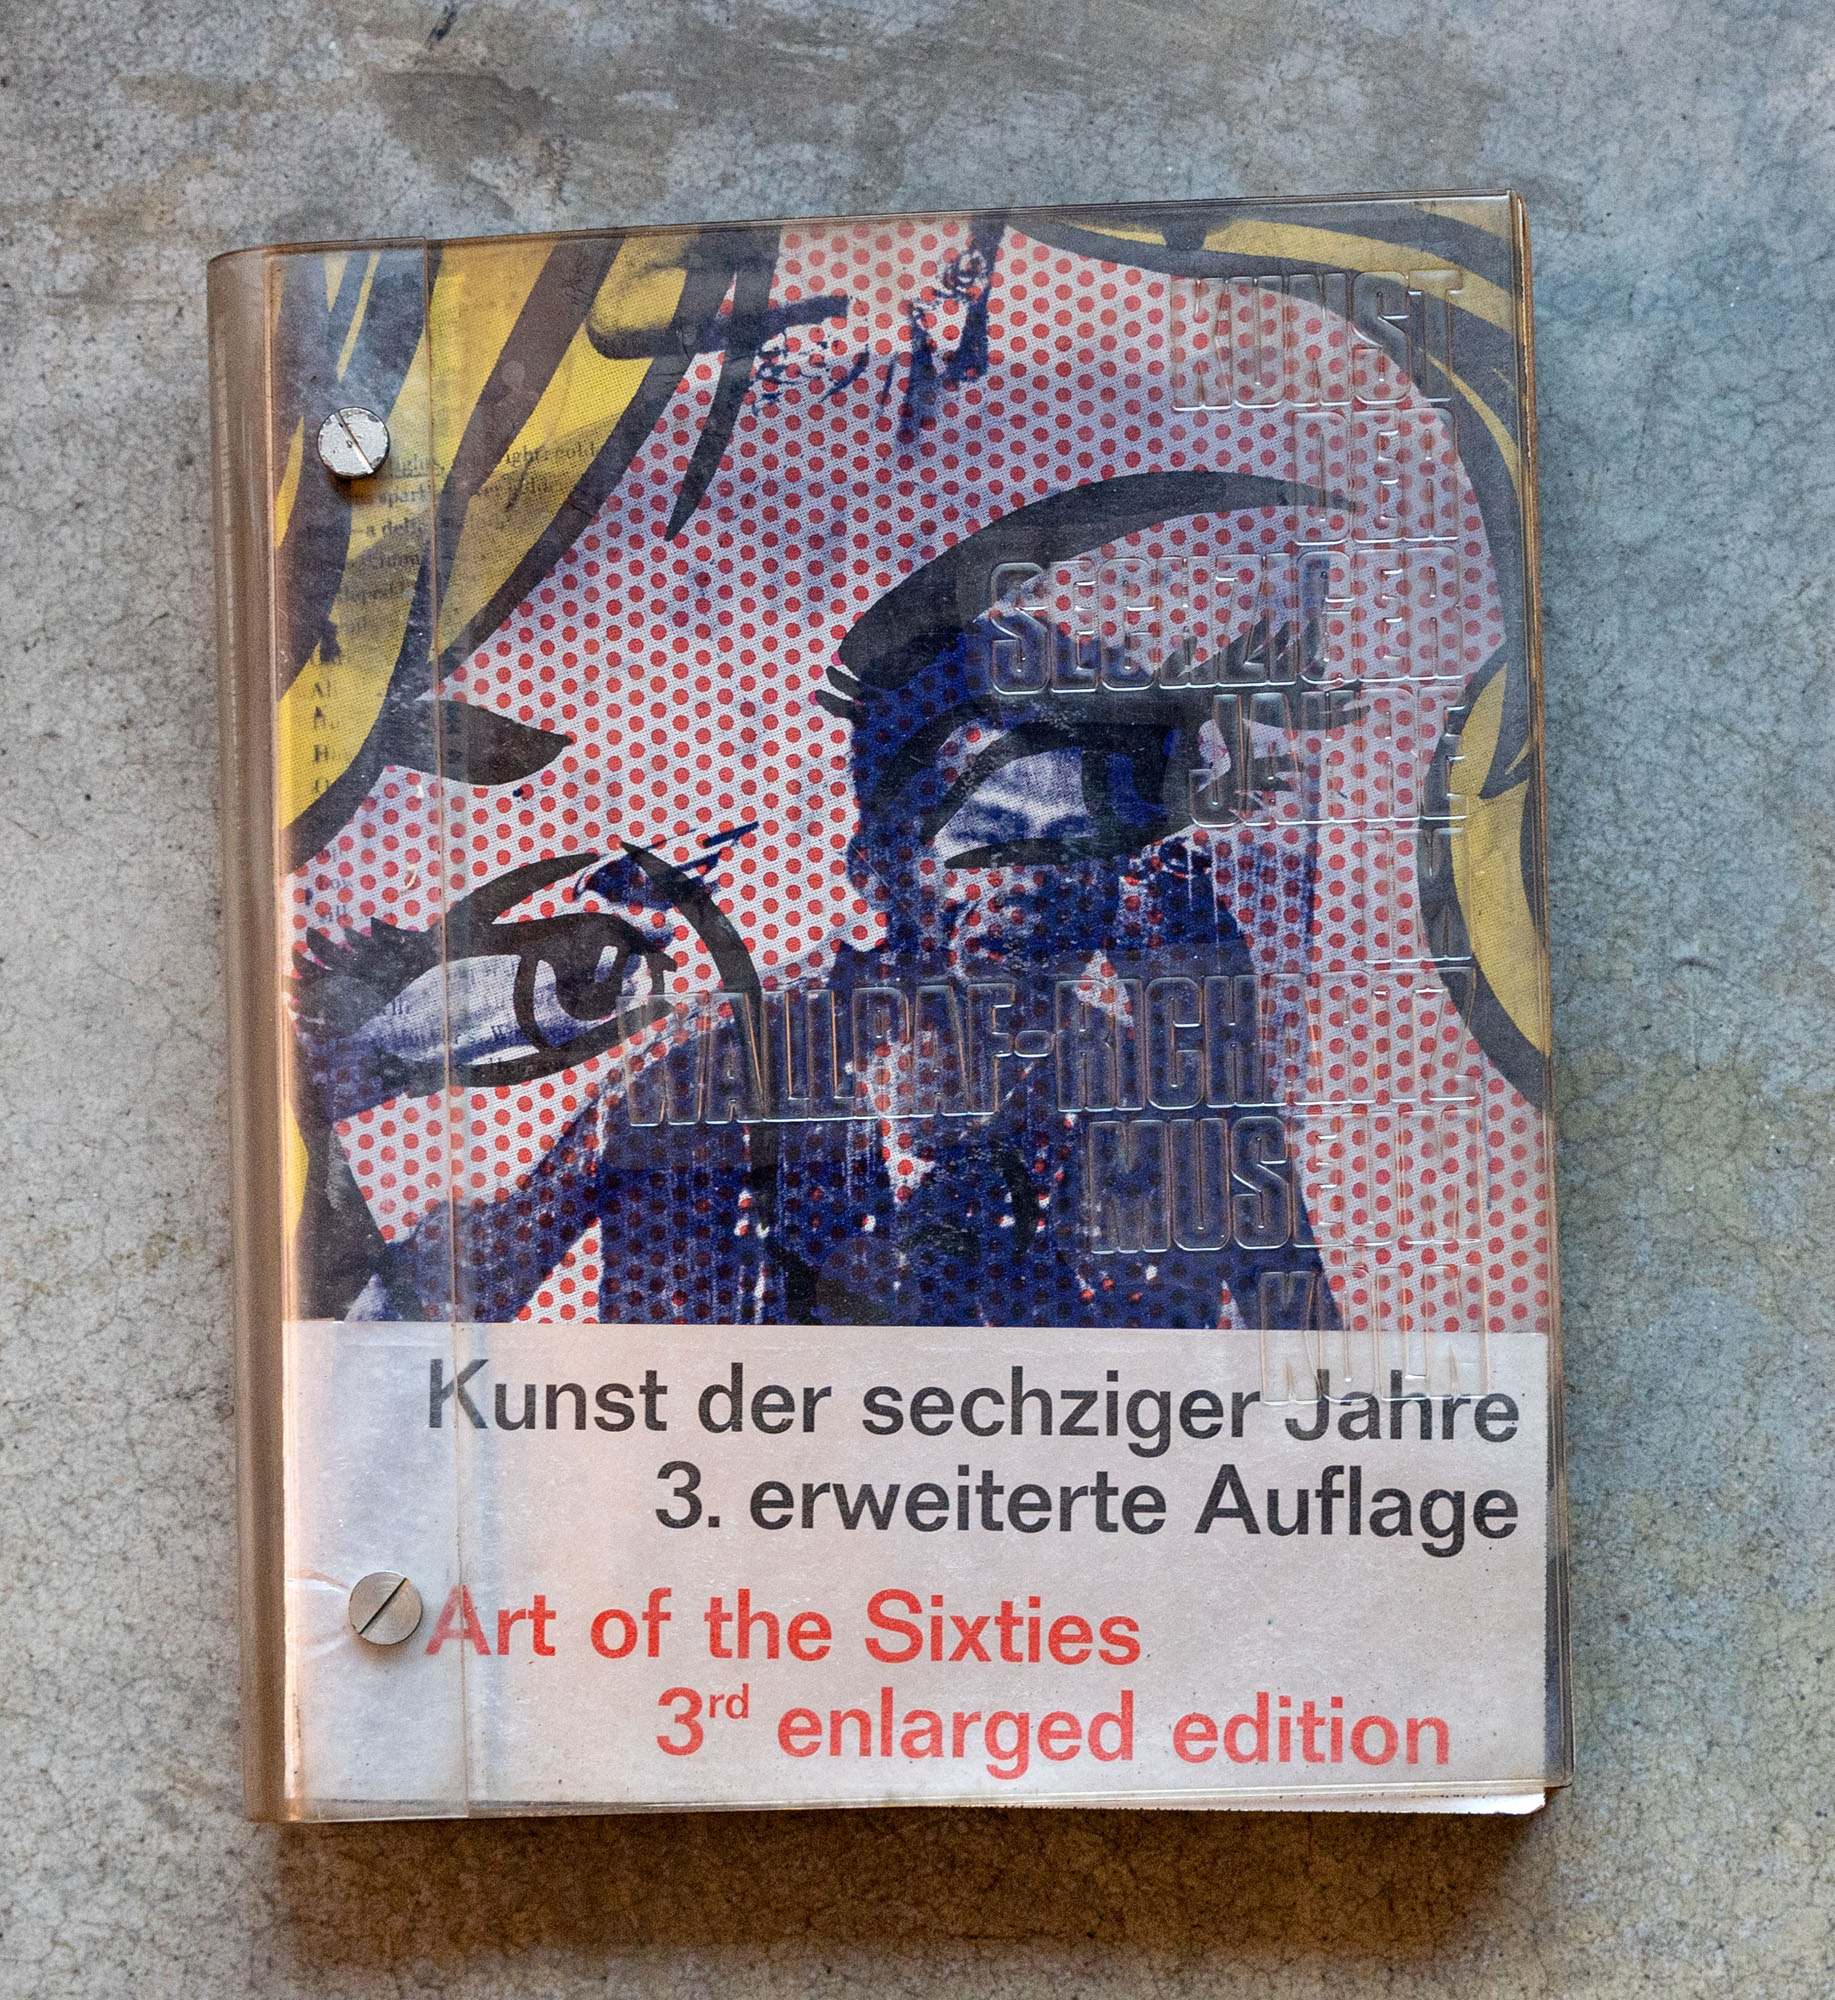 KUNST
DER
SECHZIGER
JAHRE
IM
WALLRAF-RICHARTZ
MUSEUM
KÖLN
Kunst der sechziger Jahre
3. erweiterte Auflage
Art of the Sixties
3rd enlarged edition